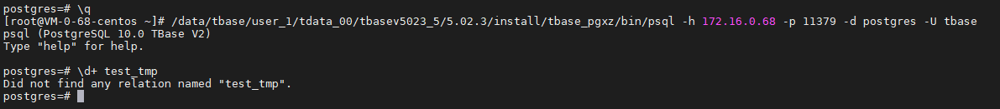 postgres=# \q
[root@VM-0-68-centos ~]# /data/tbase/user_1/tdata_00/tbasev5023_5/5.02.3/install/tbase_pgxz/bin/psql -h 172.16.0.68 -p 11379 -d postgres -U tbase
psql (PostgreSQL 10.0 TBase V2)
Type "help" for help.
postgres=# \d+ test_tmp
Did not find any relation named "test_tmp".
postgres=#